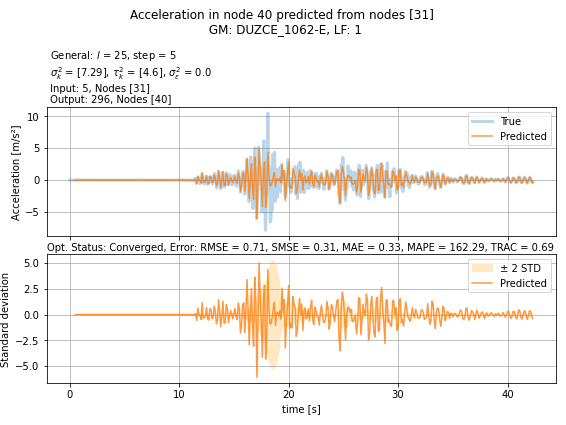 Acceleration in node 40 predicted from nodes [31]
GM: DUZCE_1062-E, LF: 1
General: l = 25, step = 5
σ²ₖ = [7.29], τ²ₖ = [4.6], σ²ε = 0.0
Input: 5, Nodes [31]
Output: 296, Nodes [40]
Acceleration [m/s²]
10
5
0
−5
True
Predicted
Opt. Status: Converged, Error: RMSE = 0.71, SMSE = 0.31, MAE = 0.33, MAPE = 162.29, TRAC = 0.69
Standard deviation
5.0
2.5
0.0
−2.5
−5.0
± 2 STD
Predicted
0 10 20 30 40
time [s]